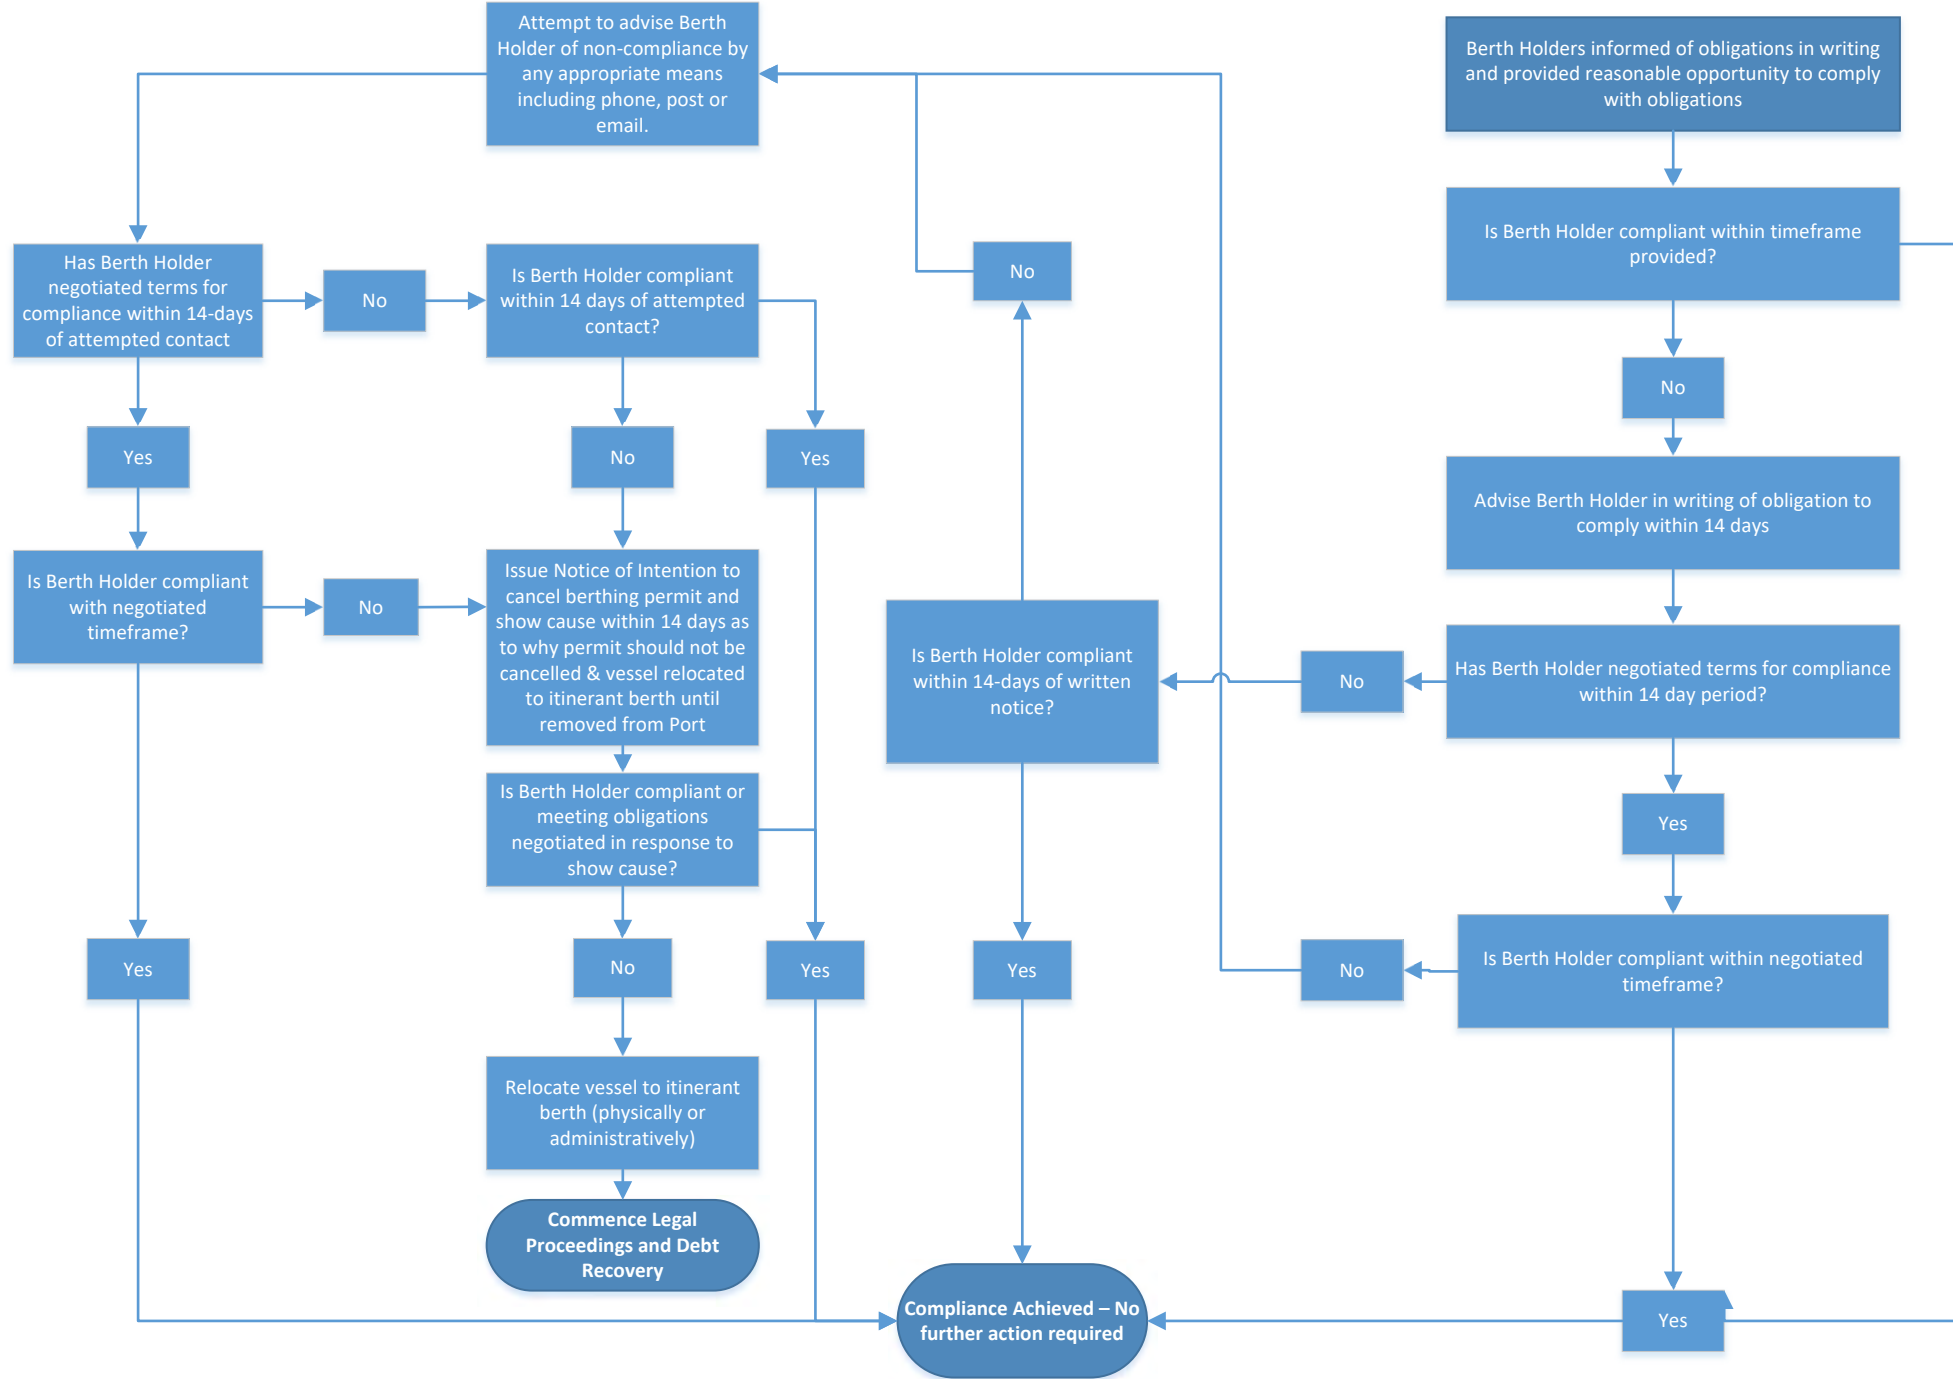 Attempt to advise Berth
Holder of non-compliance by
any appropriate means
including phone, post or
email.
Berth Holders informed of obligations in writing
and provided reasonable opportunity to comply
with obligations
Is Berth Holder compliant within timeframe
provided?
Has Berth Holder
negotiated terms for
compliance within 14-days
of attempted contact
No
Is Berth Holder compliant
within 14 days of attempted
contact?
No
No
Yes
No
Yes
Advise Berth Holder in writing of obligation to
comply within 14 days
Is Berth Holder compliant
with negotiated
timeframe?
No
Issue Notice of Intention to
cancel berthing permit and
show cause within 14 days as
to why permit should not be
cancelled & vessel relocated
to itinerant berth until
removed from Port
Is Berth Holder compliant
within 14-days of written
notice?
No
Has Berth Holder negotiated terms for compliance
within 14 day period?
Is Berth Holder compliant or
meeting obligations
negotiated in response to
show cause?
Yes
Yes
No
Yes
Yes
No
Is Berth Holder compliant within negotiated
timeframe?
Relocate vessel to itinerant
berth (physically or
administratively)
Commence Legal
Proceedings and Debt
Recovery
Compliance Achieved – No
further action required
Yes